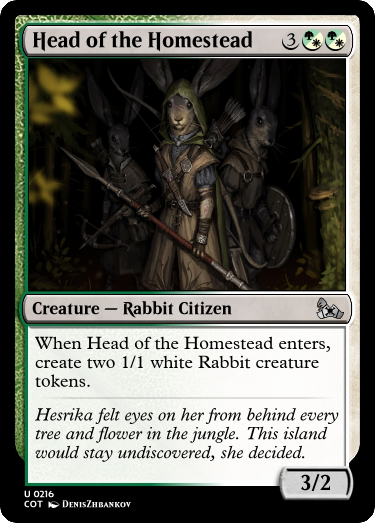 Head of the Homestead 3
Creature — Rabbit Citizen
When Head of the Homestead enters,
create two 1/1 white Rabbit creature
tokens.
Hesrika felt eyes on her from behind every
tree and flower in the jungle. This island
would stay undiscovered, she decided.
3/2
U 0216
COT DenisZhbankov